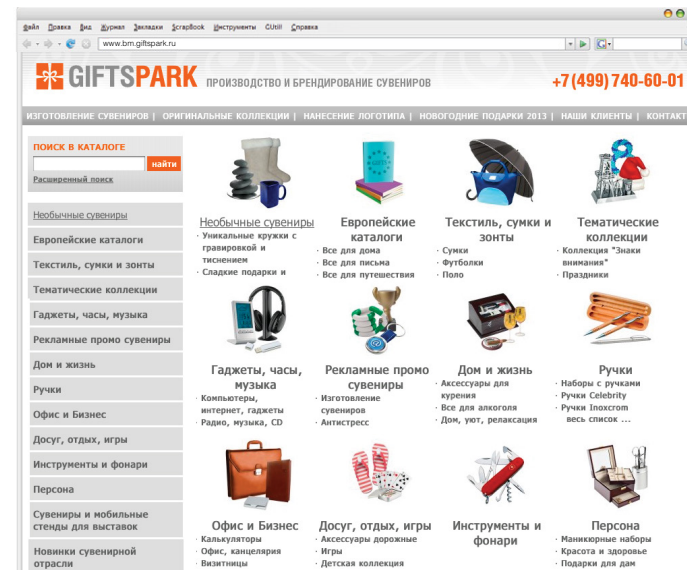 Файл Правка Вид Журнал Закладки ScrapBook Инструменты CUtill Справка
www.bm.giftspark.ru
GIFTSPARK ПРОИЗВОДСТВО И БРЕНДИРОВАНИЕ СУВЕНИРОВ +7 (499) 740-60-01
ИЗГОТОВЛЕНИЕ СУВЕНИРОВ | ОРИГИНАЛЬНЫЕ КОЛЛЕКЦИИ | НАНЕСЕНИЕ ЛОГОТИПА | НОВОГОДНИЕ ПОДАРКИ 2013 | НАШИ КЛИЕНТЫ | КОНТАКТ
ПОИСК В КАТАЛОГЕ
найти
Расширенный поиск
Необычные сувениры
Европейские каталоги
Текстиль, сумки и зонты
Тематические коллекции
Гаджеты, часы, музыка
Рекламные промо сувениры
Дом и жизнь
Ручки
Офис и Бизнес
Досуг, отдых, игры
Инструменты и фонари
Персона
Сувениры и мобильные
стенды для выставок
Новинки сувенирной
отрасли
GIFTS
Необычные сувениры
· Уникальные кружки с
гравировкой и
тиснением
· Сладкие подарки и
Европейские
каталоги
· Все для дома
· Все для письма
· Все для путешествия
Текстиль, сумки и
зонты
· Сумки
· Футболки
· Поло
Тематические
коллекции
· Коллекция "Знаки
внимания"
· Праздники
Гаджеты, часы,
музыка
· Компьютеры,
интернет, гаджеты
· Радио, музыка, CD
Рекламные промо
сувениры
· Изготовление
сувениров
· Антистресс
Дом и жизнь
· Аксессуары для
курения
· Все для алкоголя
· Дом, уют, релаксация
Ручки
· Наборы с ручками
· Ручки Celebrity
· Ручки Inoxcrom
весь список ...
Офис и Бизнес
· Калькуляторы
· Офис, канцелярия
· Визитницы
Досуг, отдых, игры
· Аксессуары дорожные
· Игры
· Детская коллекция
Инструменты и
фонари
Персона
· Маникюрные наборы
· Красота и здоровье
· Подарки для дам